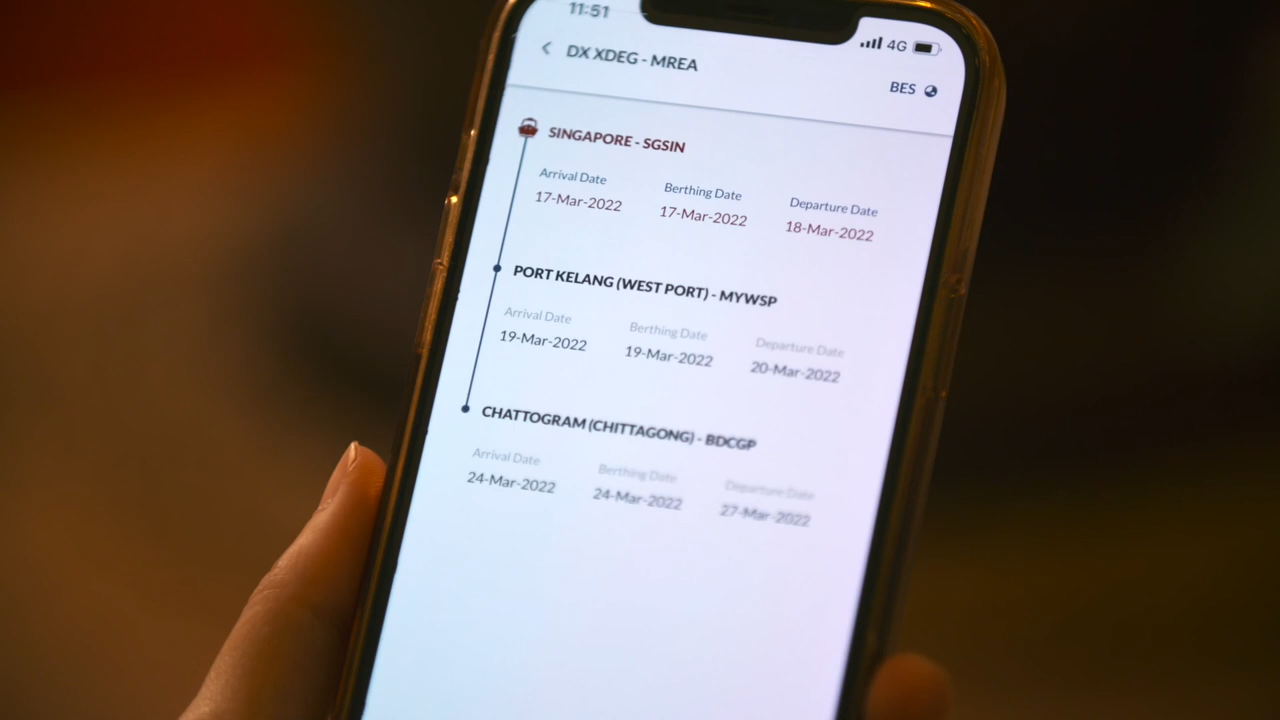 11:51
4G
DX XDEG - MREA
BES
SINGAPORE - SGSIN
Arrival Date Berthing Date Departure Date
17-Mar-2022 17-Mar-2022 18-Mar-2022
PORT KELANG (WEST PORT) - MYWSP
Arrival Date Berthing Date Departure Date
19-Mar-2022 19-Mar-2022 20-Mar-2022
CHATTOGRAM (CHITTAGONG) - BDCGP
Arrival Date Berthing Date Departure Date
24-Mar-2022 24-Mar-2022 27-Mar-2022